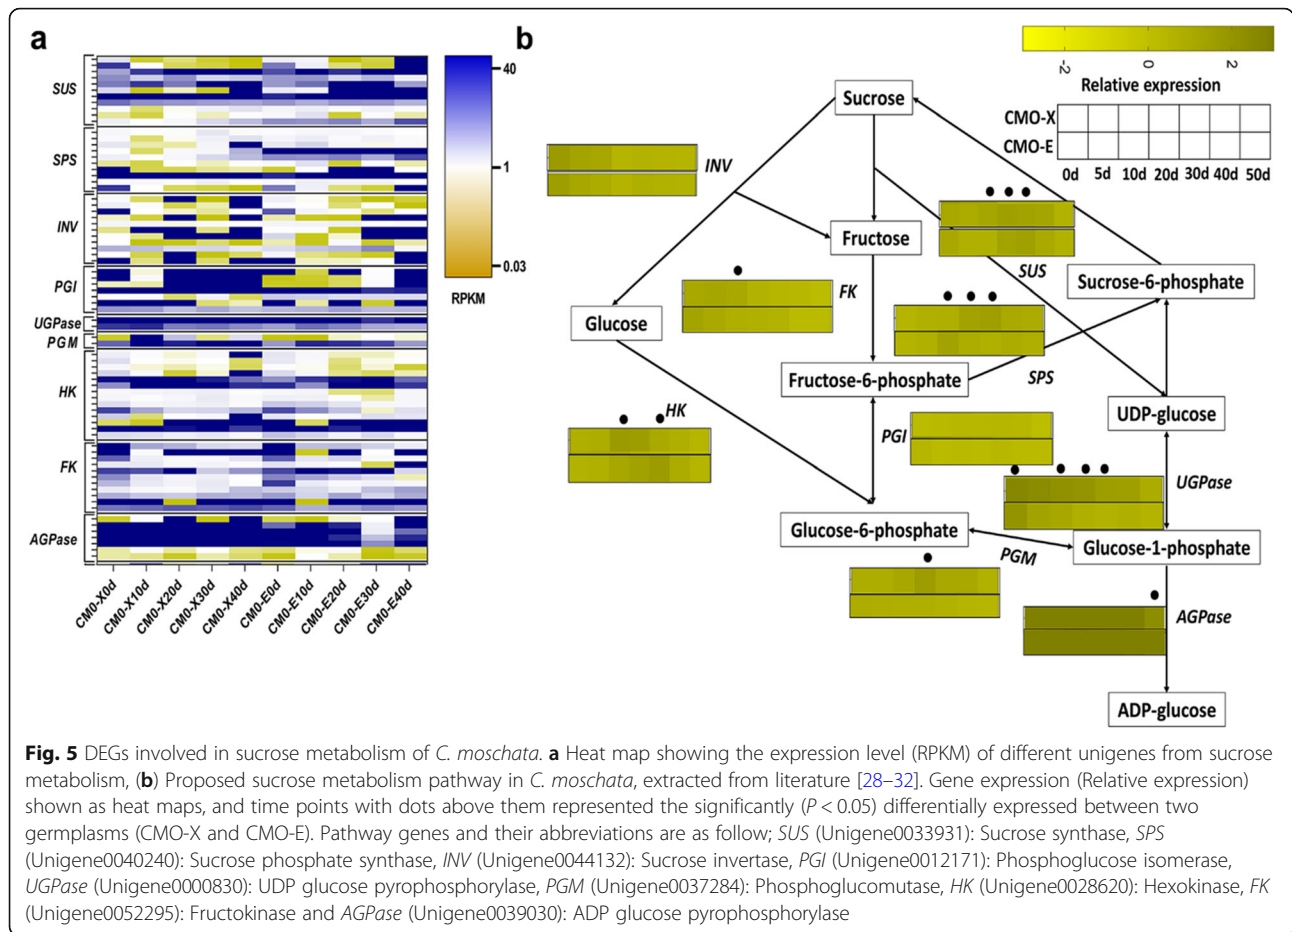 a
SUS
SPS
INV
PGI
UGPase
PGM
HK
FK
AGPase
CM0-X0d
CM0-X10d
CM0-X20d
CM0-X30d
CM0-X40d
CM0-E0d
CM0-E10d
CM0-E20d
CM0-E30d
CM0-E40d
40
1
0.03
RPKM
b
-2
0
2
Relative expression
CMO-X
CMO-E
0d 5d 10d 20d 30d 40d 50d
Sucrose
INV
Fructose
SUS
Sucrose-6-phosphate
FK
Glucose
SPS
Fructose-6-phosphate
HK
UDP-glucose
PGI
UGPase
Glucose-6-phosphate
PGM
Glucose-1-phosphate
AGPase
ADP-glucose
Fig. 5 DEGs involved in sucrose metabolism of C. moschata. a Heat map showing the expression level (RPKM) of different unigenes from sucrose
metabolism, (b) Proposed sucrose metabolism pathway in C. moschata, extracted from literature [28–32]. Gene expression (Relative expression)
shown as heat maps, and time points with dots above them represented the significantly (P < 0.05) differentially expressed between two
germplasms (CMO-X and CMO-E). Pathway genes and their abbreviations are as follow; SUS (Unigene0033931): Sucrose synthase, SPS
(Unigene0040240): Sucrose phosphate synthase, INV (Unigene0044132): Sucrose invertase, PGI (Unigene0012171): Phosphoglucose isomerase,
UGPase (Unigene0000830): UDP glucose pyrophosphorylase, PGM (Unigene0037284): Phosphoglucomutase, HK (Unigene0028620): Hexokinase, FK
(Unigene0052295): Fructokinase and AGPase (Unigene0039030): ADP glucose pyrophosphorylase